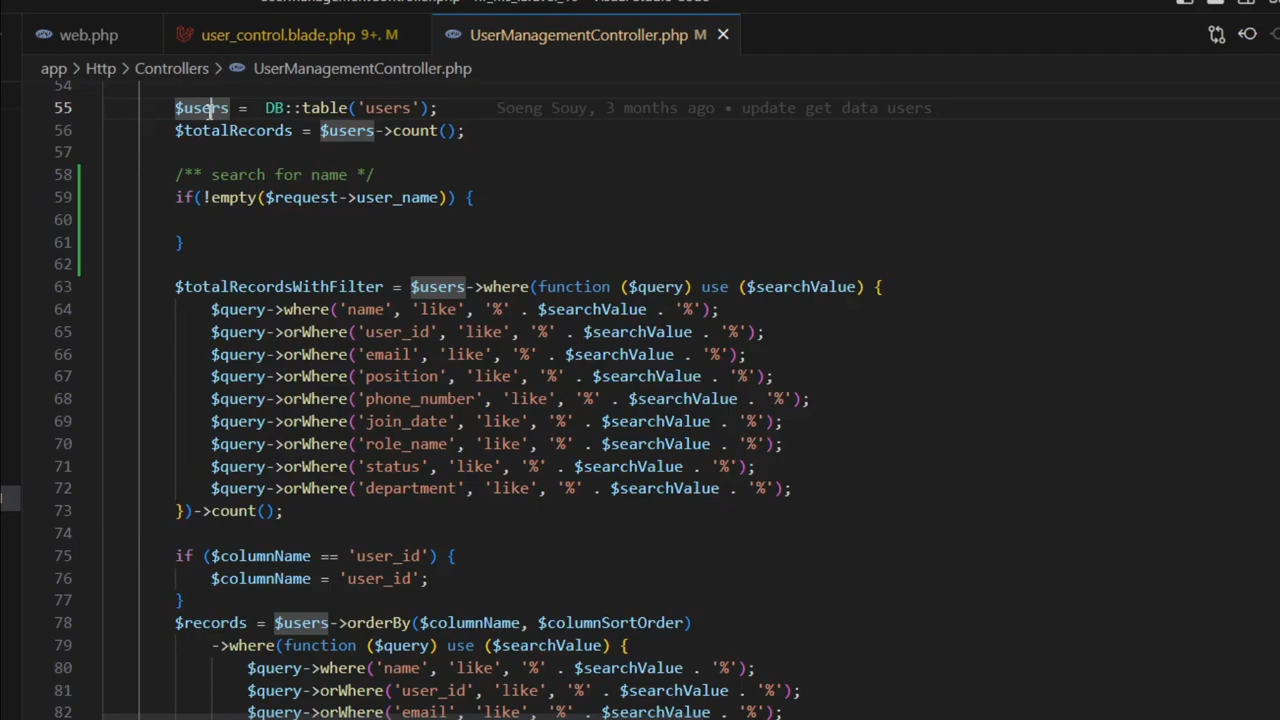 web.php
user_control.blade.php 9+, M
UserManagementController.php M
app > Http > Controllers > UserManagementController.php
54
55 $users = DB::table('users'); Soeng Souy, 3 months ago • update get data users
56 $totalRecords = $users->count();
57
58 /** search for name */
59 if(!empty($request->user_name)) {
60
61 }
62
63 $totalRecordsWithFilter = $users->where(function ($query) use ($searchValue) {
64 $query->where('name', 'like', '%' . $searchValue . '%');
65 $query->orWhere('user_id', 'like', '%' . $searchValue . '%');
66 $query->orWhere('email', 'like', '%' . $searchValue . '%');
67 $query->orWhere('position', 'like', '%' . $searchValue . '%');
68 $query->orWhere('phone_number', 'like', '%' . $searchValue . '%');
69 $query->orWhere('join_date', 'like', '%' . $searchValue . '%');
70 $query->orWhere('role_name', 'like', '%' . $searchValue . '%');
71 $query->orWhere('status', 'like', '%' . $searchValue . '%');
72 $query->orWhere('department', 'like', '%' . $searchValue . '%');
73 })->count();
74
75 if ($columnName == 'user_id') {
76 $columnName = 'user_id';
77 }
78 $records = $users->orderBy($columnName, $columnSortOrder)
79 ->where(function ($query) use ($searchValue) {
80 $query->where('name', 'like', '%' . $searchValue . '%');
81 $query->orWhere('user_id', 'like', '%' . $searchValue . '%');
82 $query->orWhere('email', 'like', '%' . $searchValue . '%');